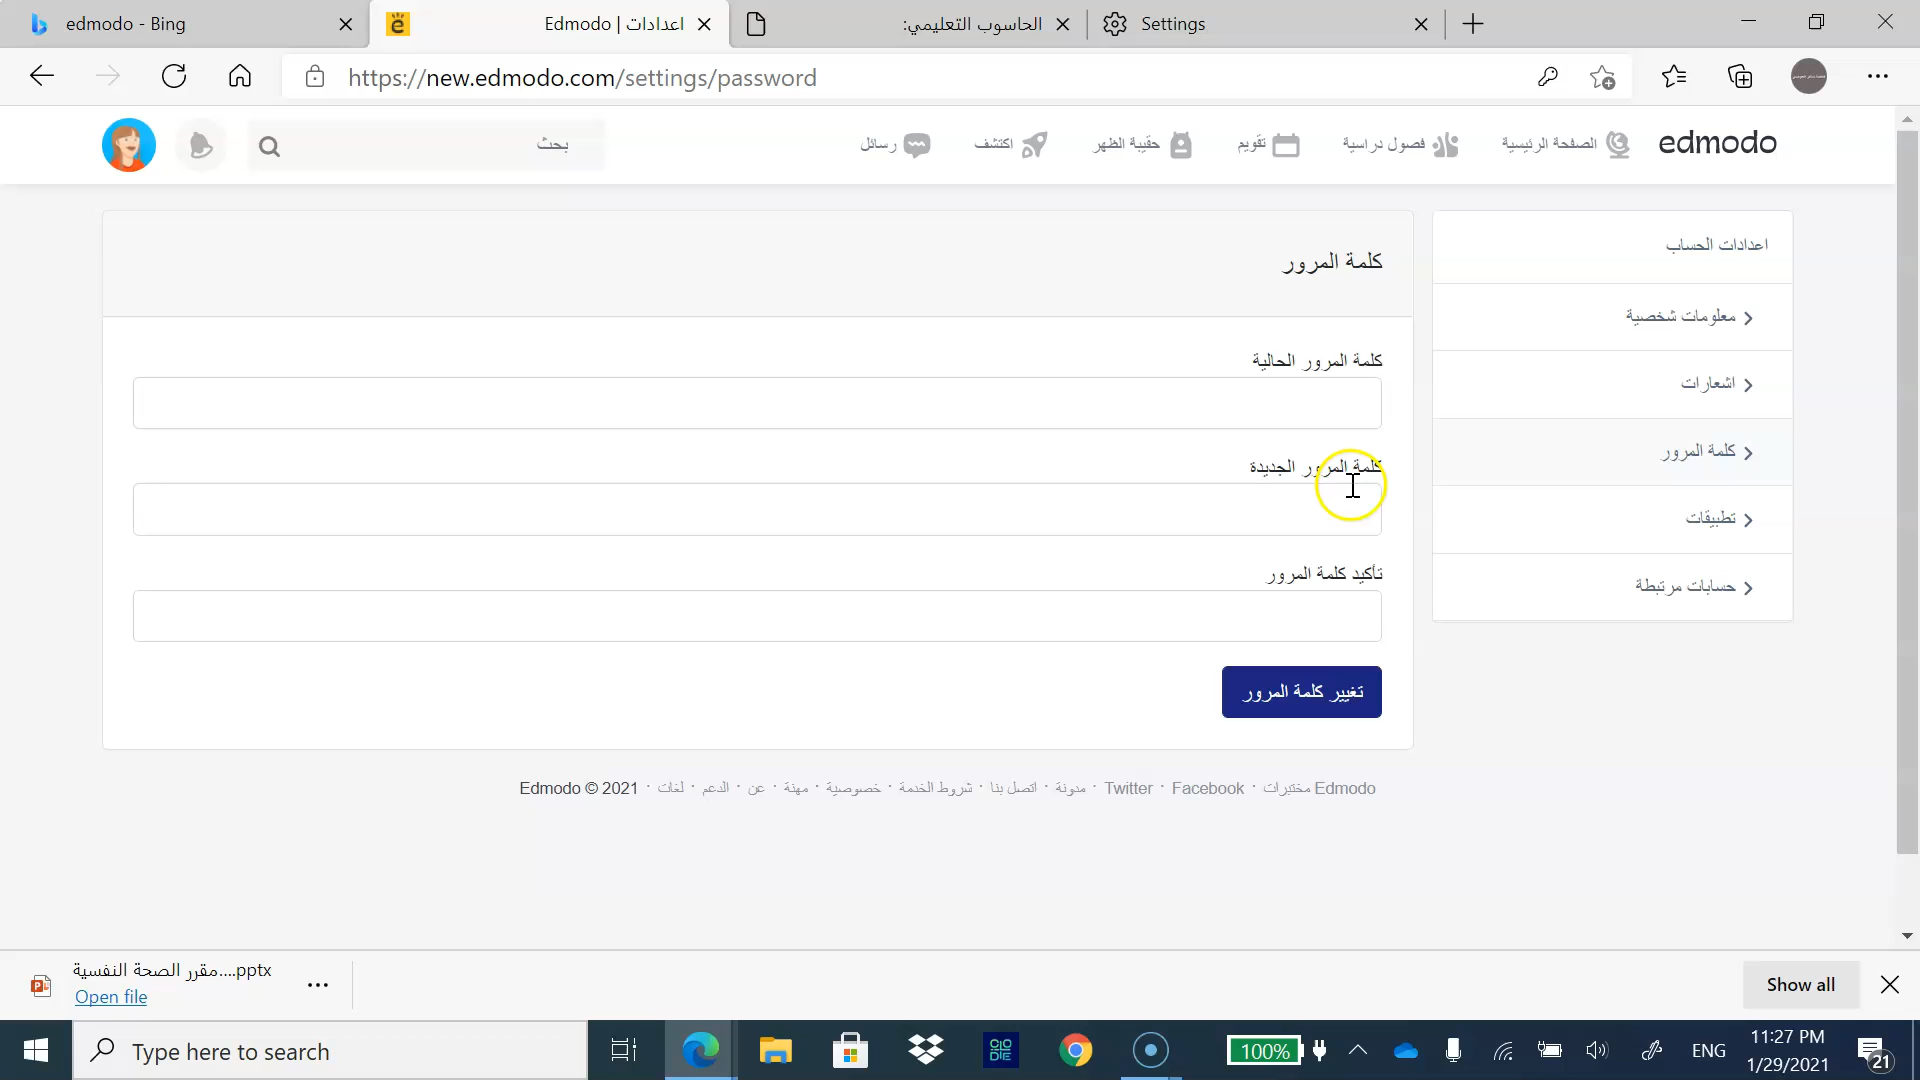 edmodo - Bing
اعدادات | Edmodo
الحاسوب التعليمي:
Settings
https://new.edmodo.com/settings/password
edmodo
الصفحة الرئيسية
فصول دراسية
تقويم
حقيبة الظهر
اكتشف
رسائل
بحث
كلمة المرور
كلمة المرور الحالية
كلمة المرور الجديدة
تأكيد كلمة المرور
تغيير كلمة المرور
اعدادات الحساب
معلومات شخصية
اشعارات
كلمة المرور
تطبيقات
حسابات مرتبطة
Edmodo مختبرات · Facebook · Twitter · مدونة · اتصل بنا · شروط الخدمة · خصوصية · مهنة · عن · الدعم · لغات · Edmodo © 2021
مقرر الصحة النفسية....pptx
Open file
Show all
Type here to search
CO
DE
100%
ENG
11:27 PM
1/29/2021
21